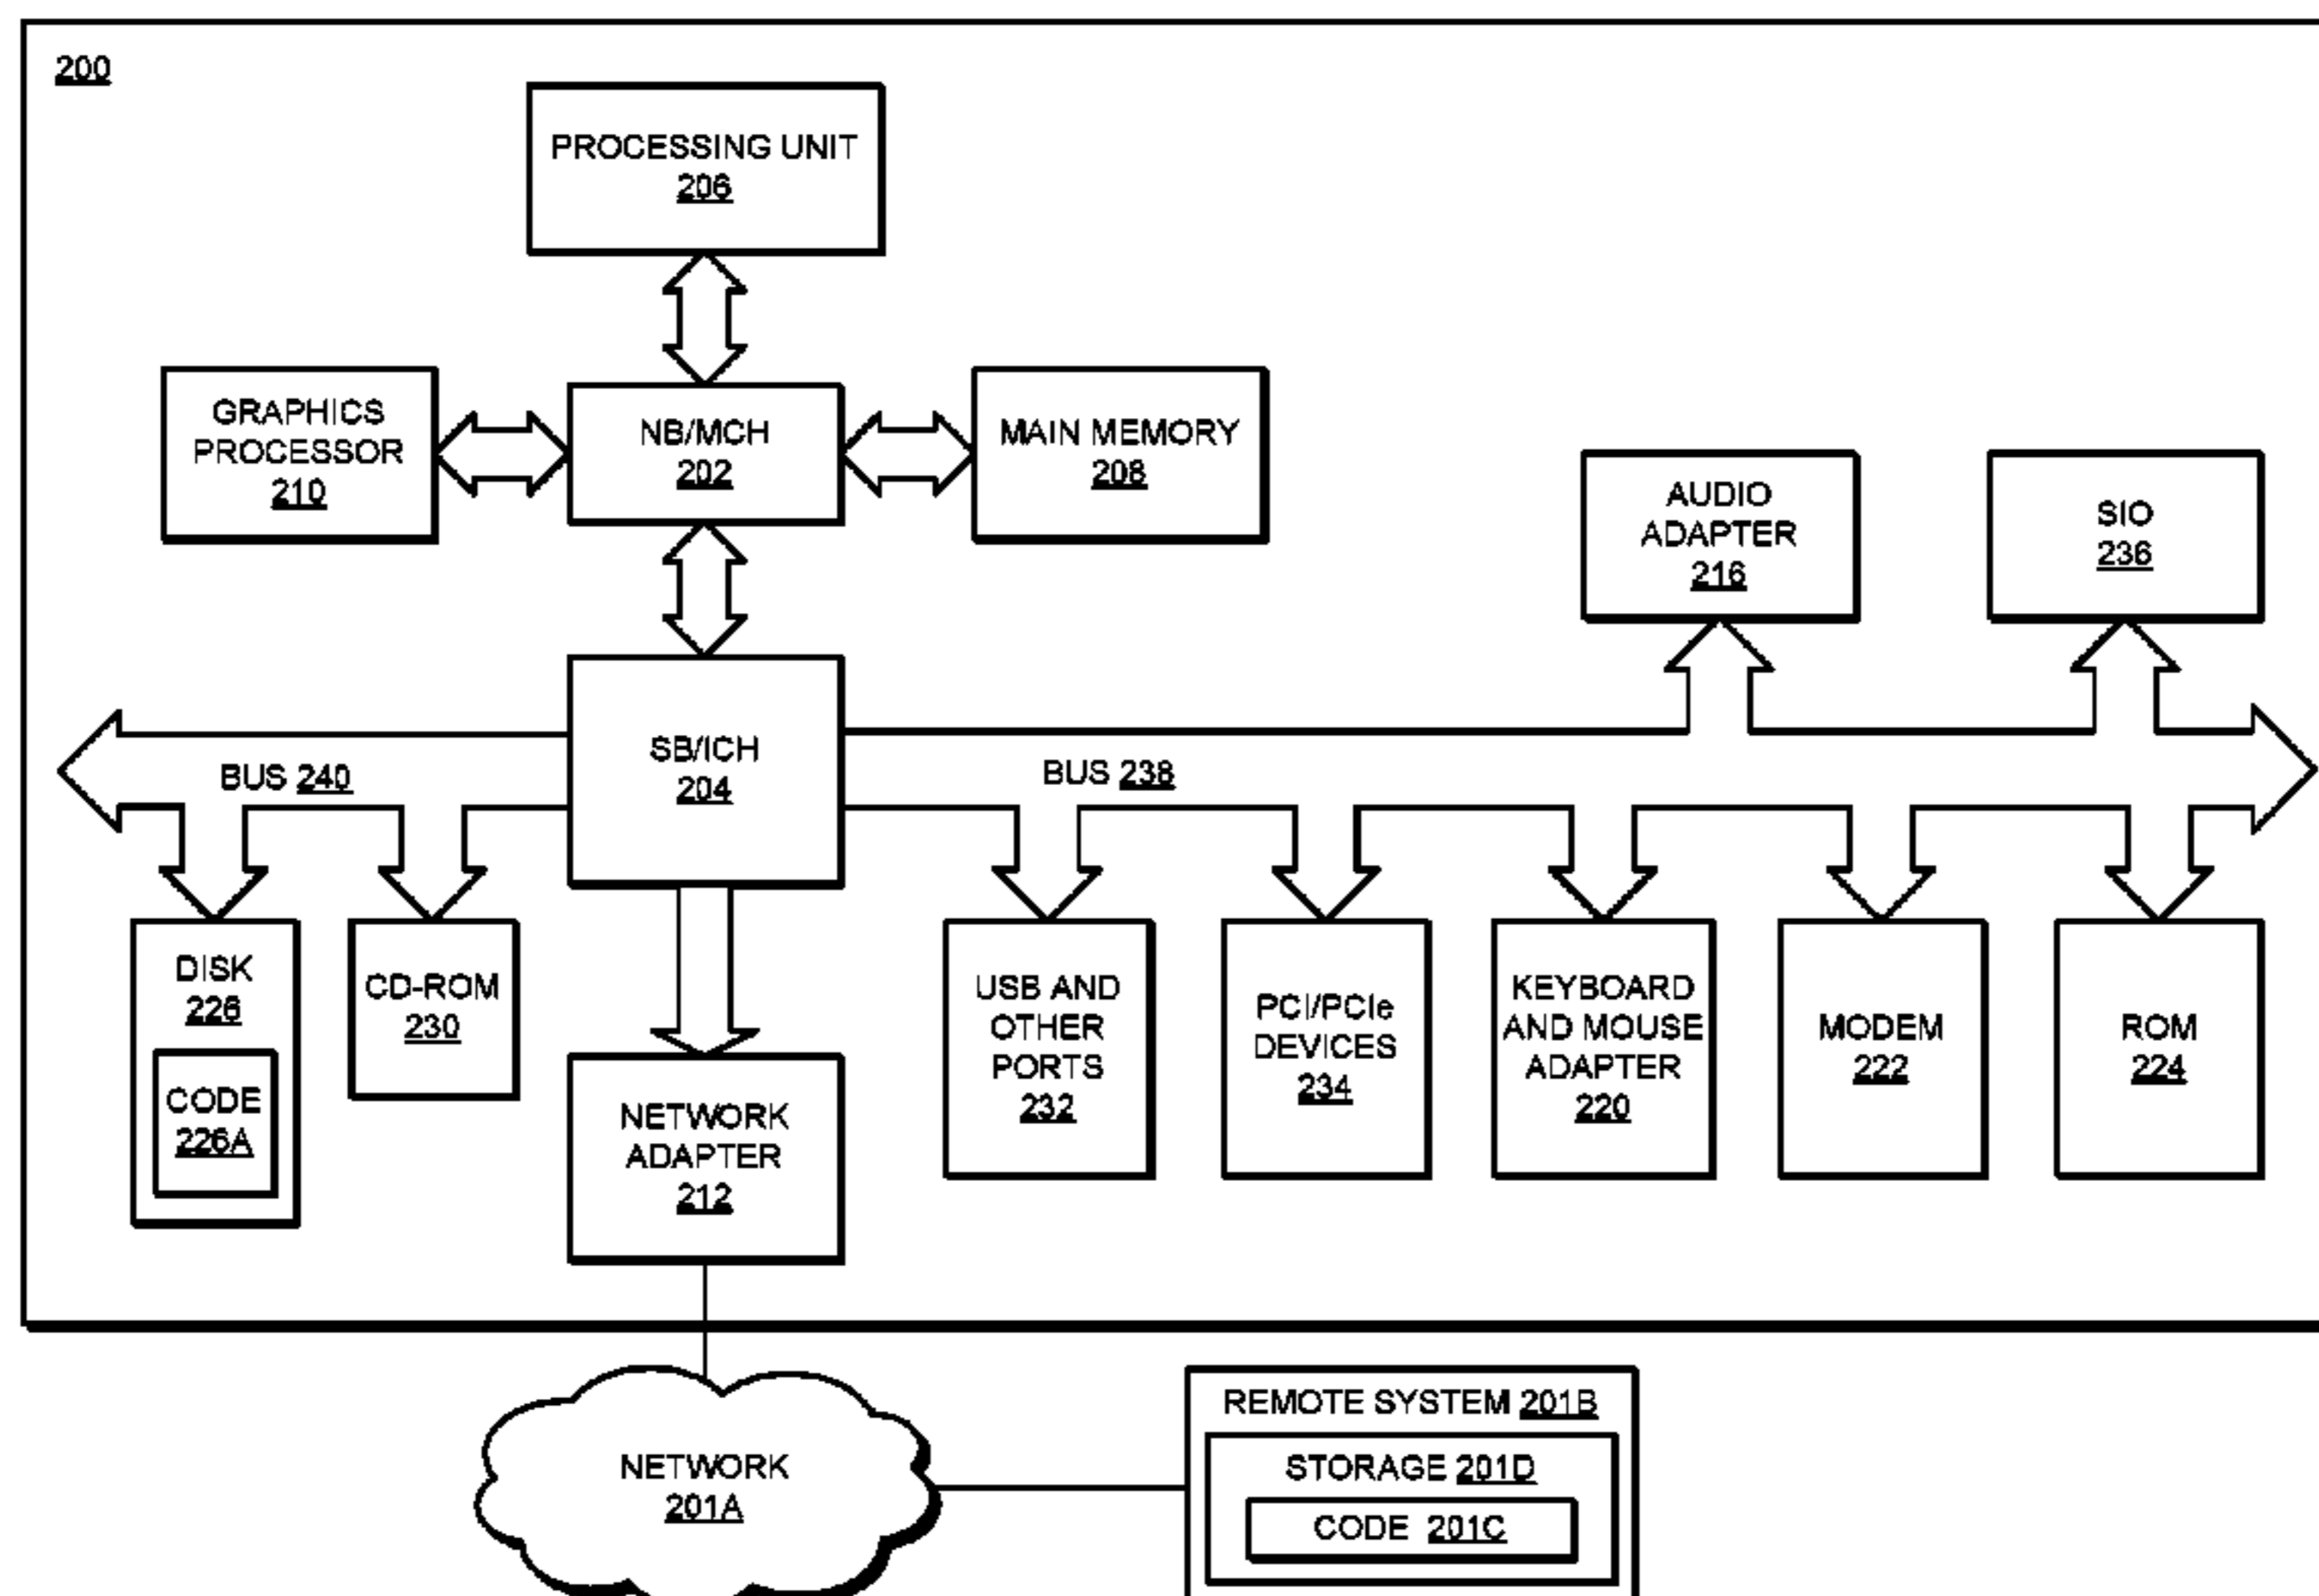 200
PROCESSING UNIT
206
GRAPHICS
PROCESSOR
210
NB/MCH
202
MAIN MEMORY
208
AUDIO
ADAPTER
216
SIO
236
SB/ICH
204
BUS 240
BUS 238
DISK
226
CODE
226A
CD-ROM
230
NETWORK
ADAPTER
212
USB AND
OTHER
PORTS
232
PCI/PCIe
DEVICES
234
KEYBOARD
AND MOUSE
ADAPTER
220
MODEM
222
ROM
224
NETWORK
201A
REMOTE SYSTEM 201B
STORAGE 201D
CODE 201C